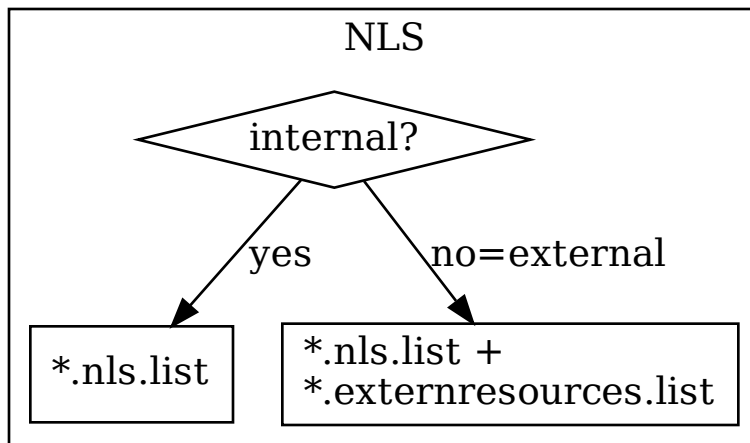 NLS
internal?
yes
no=external
*.nls.list
*.nls.list +
*.externresources.list